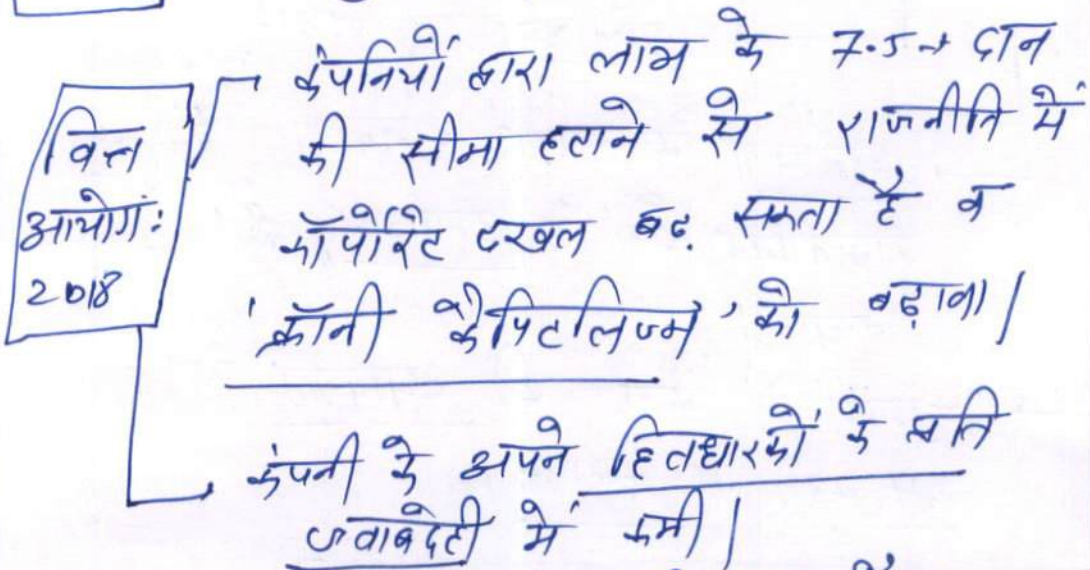 वित्त
आयोग:
2018
कंपनियों द्वारा लाभ के 7.5% दान
की सीमा हटाने से राजनीति में
कॉर्पोरेट दखल बढ़ सकता है व
'क्रॉनी कैपिटलिज्म' को बढ़ावा|
कंपनी के अपने हितधारकों के प्रति
जवाबदेही में कमी|